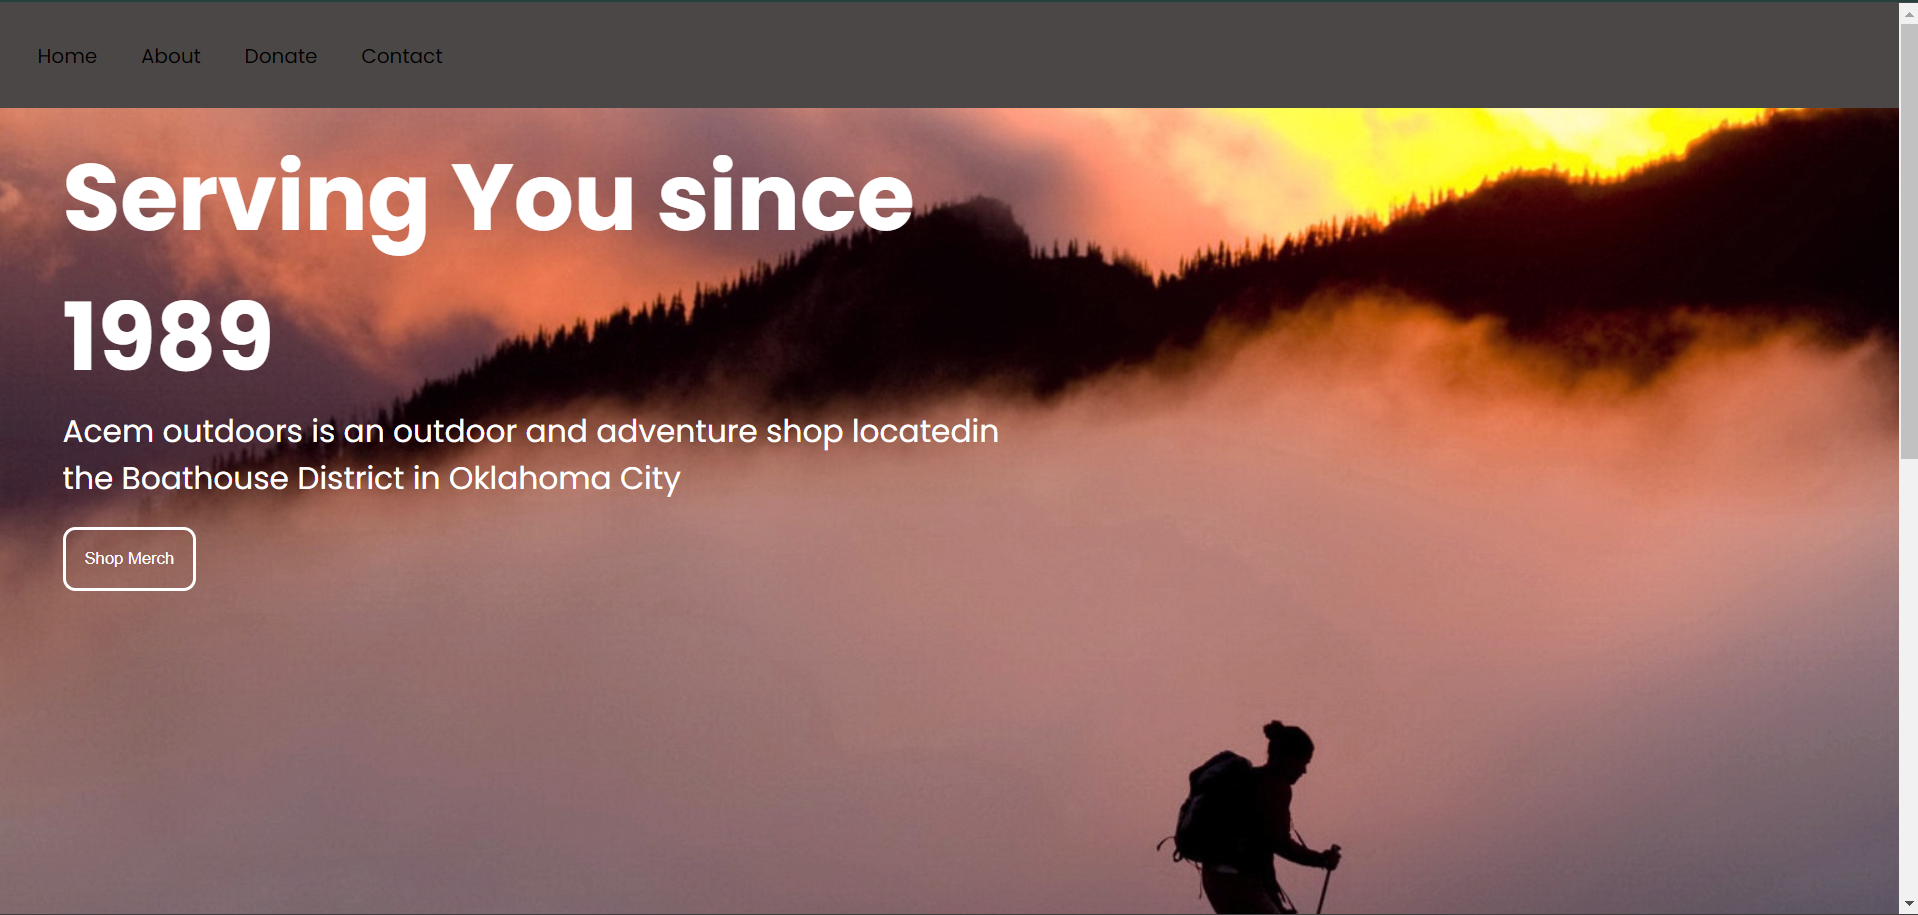 Home About Donate Contact
Serving You since
1989
Acem outdoors is an outdoor and adventure shop locatedin
the Boathouse District in Oklahoma City
Shop Merch